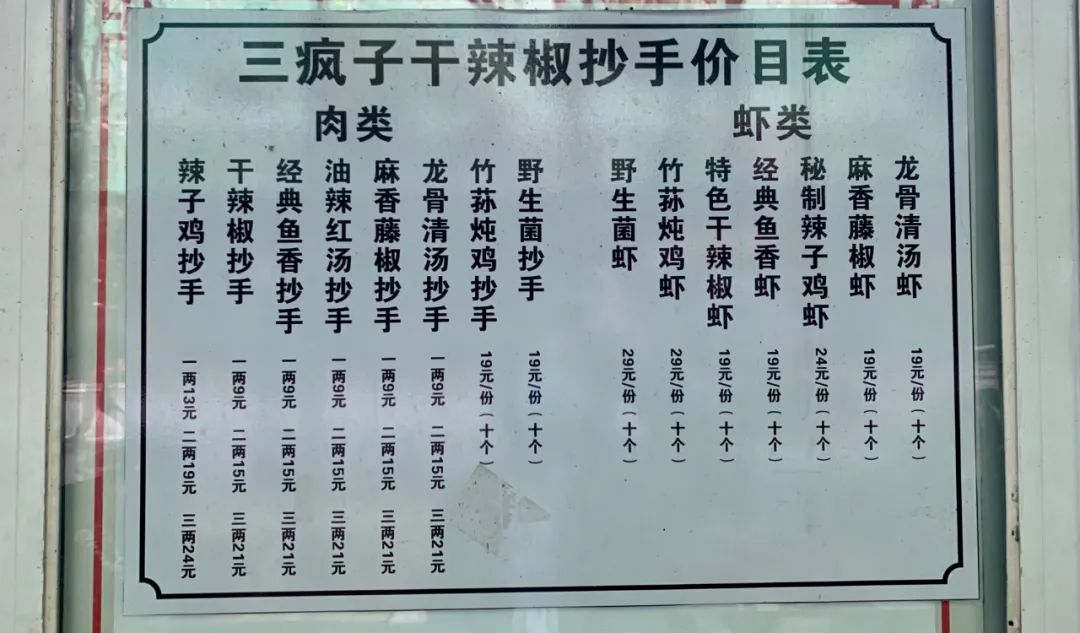 三疯子干辣椒抄手价目表
肉类
辣子鸡抄手 一两13元 二两19元 三两24元
干辣椒抄手 一两9元 二两15元 三两21元
经典鱼香抄手 一两9元 二两15元 三两21元
油辣红汤抄手 一两9元 二两15元 三两21元
麻香藤椒抄手 一两9元 二两15元 三两21元
龙骨清汤抄手 一两9元 二两15元 三两21元
竹荪炖鸡抄手 19元/份(十个)
野生菌抄手 19元/份(十个)
虾类
野生菌虾 29元/份(十个)
竹荪炖鸡虾 29元/份(十个)
特色干辣椒虾 19元/份(十个)
经典鱼香虾 19元/份(十个)
秘制辣子鸡虾 24元/份(十个)
麻香藤椒虾 19元/份(十个)
龙骨清汤虾 19元/份(十个)